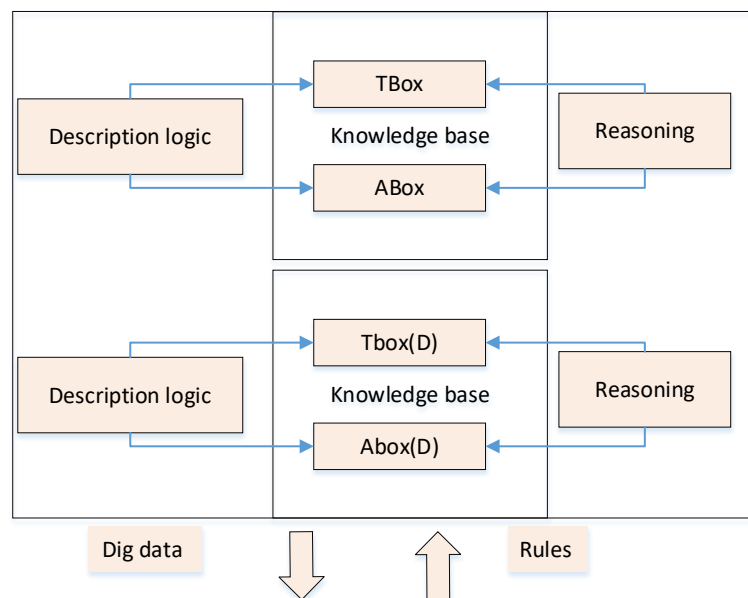 TBox
Description logic
Knowledge base
Reasoning
ABox
Tbox(D)
Description logic
Knowledge base
Reasoning
Abox(D)
Dig data
Rules